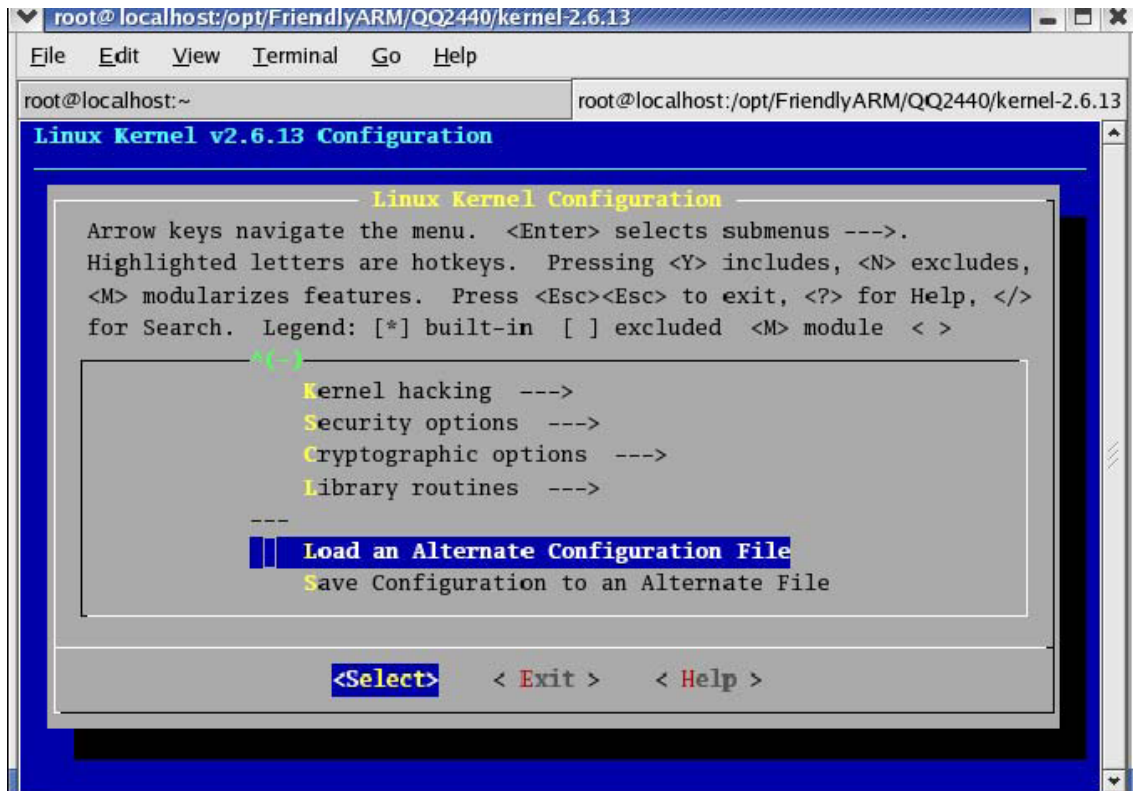 root@localhost:/opt/FriendlyARM/QQ2440/kernel-2.6.13
File Edit View Terminal Go Help
root@localhost:~ root@localhost:/opt/FriendlyARM/QQ2440/kernel-2.6.13
Linux Kernel v2.6.13 Configuration
Linux Kernel Configuration
Arrow keys navigate the menu. <Enter> selects submenus --->.
Highlighted letters are hotkeys. Pressing <Y> includes, <N> excludes,
<M> modularizes features. Press <Esc><Esc> to exit, <?> for Help, </>
for Search. Legend: [*] built-in [ ] excluded <M> module < >
^(-)
Kernel hacking --->
Security options --->
Cryptographic options --->
Library routines --->
---
Load an Alternate Configuration File
Save Configuration to an Alternate File
<Select> < Exit > < Help >